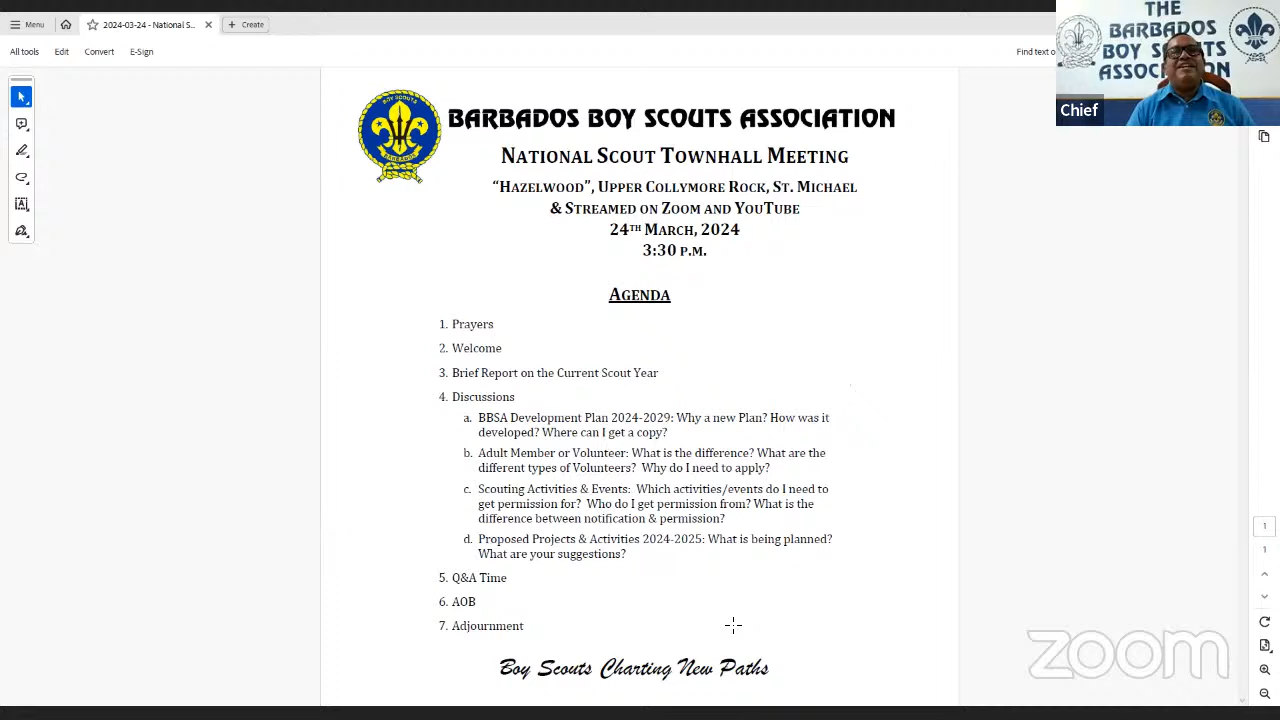 Menu
2024-03-24 - National S...
Create
All tools
Edit
Convert
E-Sign
Find text o
THE
BARBADOS
BOY SCOUTS
ASSOCIATION
Chief
BOY SCOUTS
BARBADOS
BARBADOS BOY SCOUTS ASSOCIATION
NATIONAL SCOUT TOWNHALL MEETING
“HAZELWOOD”, UPPER COLLYMORE ROCK, ST. MICHAEL
& STREAMED ON ZOOM AND YOUTUBE
24TH MARCH, 2024
3:30 P.M.
AGENDA
1. Prayers
2. Welcome
3. Brief Report on the Current Scout Year
4. Discussions
a. BBSA Development Plan 2024-2029: Why a new Plan? How was it
developed? Where can I get a copy?
b. Adult Member or Volunteer: What is the difference? What are the
different types of Volunteers? Why do I need to apply?
c. Scouting Activities & Events: Which activities/events do I need to
get permission for? Who do I get permission from? What is the
difference between notification & permission?
d. Proposed Projects & Activities 2024-2025: What is being planned?
What are your suggestions?
5. Q&A Time
6. AOB
7. Adjournment
Boy Scouts Charting New Paths
1
1
zoom